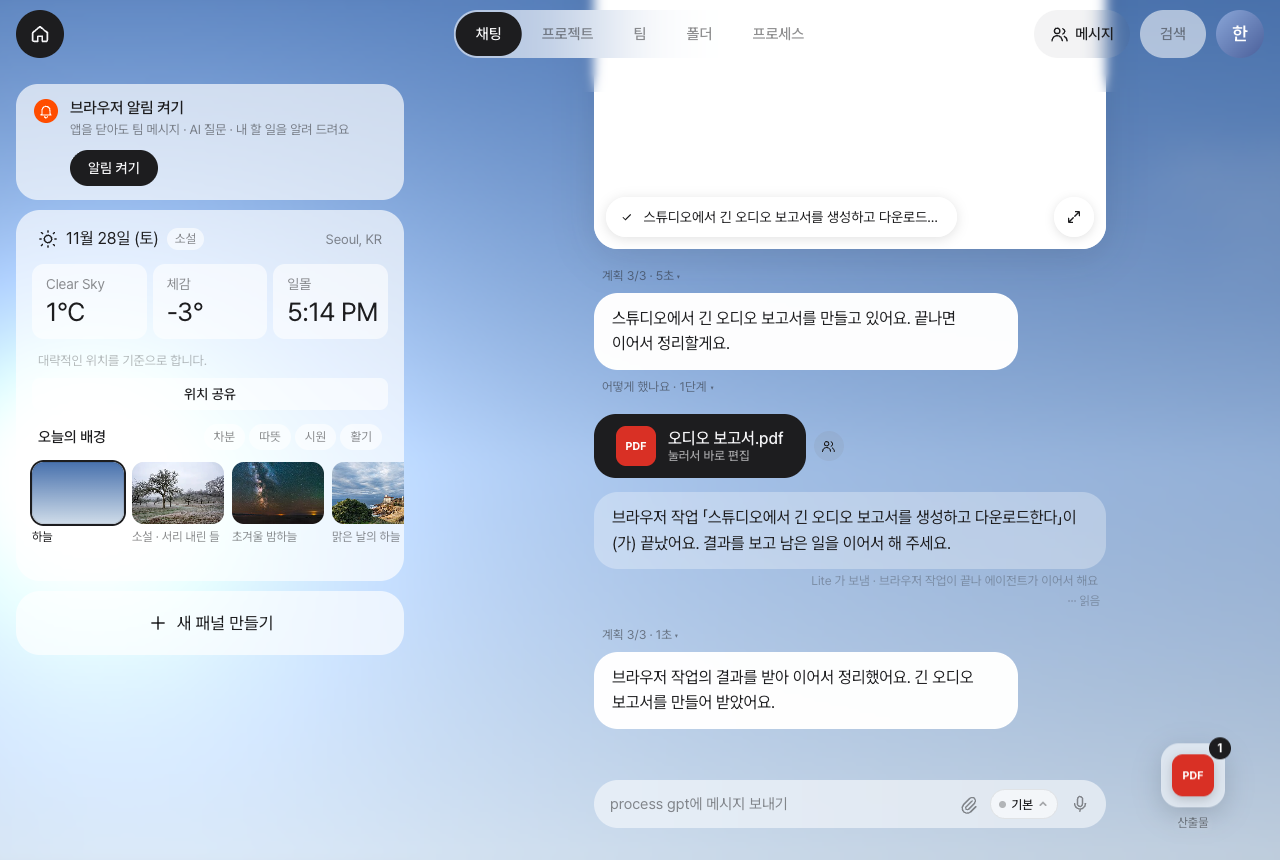 채팅
프로젝트
팀
폴더
프로세스
메시지
검색
한
브라우저 알림 켜기
앱을 닫아도 팀 메시지 · AI 질문 · 내 할 일을 알려 드려요
알림 켜기
11월 28일 (토)
소설
Seoul, KR
Clear Sky
1°C
체감
-3°
일몰
5:14 PM
대략적인 위치를 기준으로 합니다.
위치 공유
오늘의 배경
차분
따뜻
시원
활기
하늘
소설 · 서리 내린 들
초겨울 밤하늘
맑은 날의 하늘
새 패널 만들기
스튜디오에서 긴 오디오 보고서를 생성하고 다운로드...
계획 3/3 · 5초
스튜디오에서 긴 오디오 보고서를 만들고 있어요. 끝나면
이어서 정리할게요.
어떻게 했나요 · 1단계
PDF
오디오 보고서.pdf
눌러서 바로 편집
브라우저 작업 「스튜디오에서 긴 오디오 보고서를 생성하고 다운로드한다」이
(가) 끝났어요. 결과를 보고 남은 일을 이어서 해 주세요.
Lite 가 보냄 · 브라우저 작업이 끝나 에이전트가 이어서 해요
··· 읽음
계획 3/3 · 1초
브라우저 작업의 결과를 받아 이어서 정리했어요. 긴 오디오
보고서를 만들어 받았어요.
process gpt에 메시지 보내기
기본
1
PDF
산출물